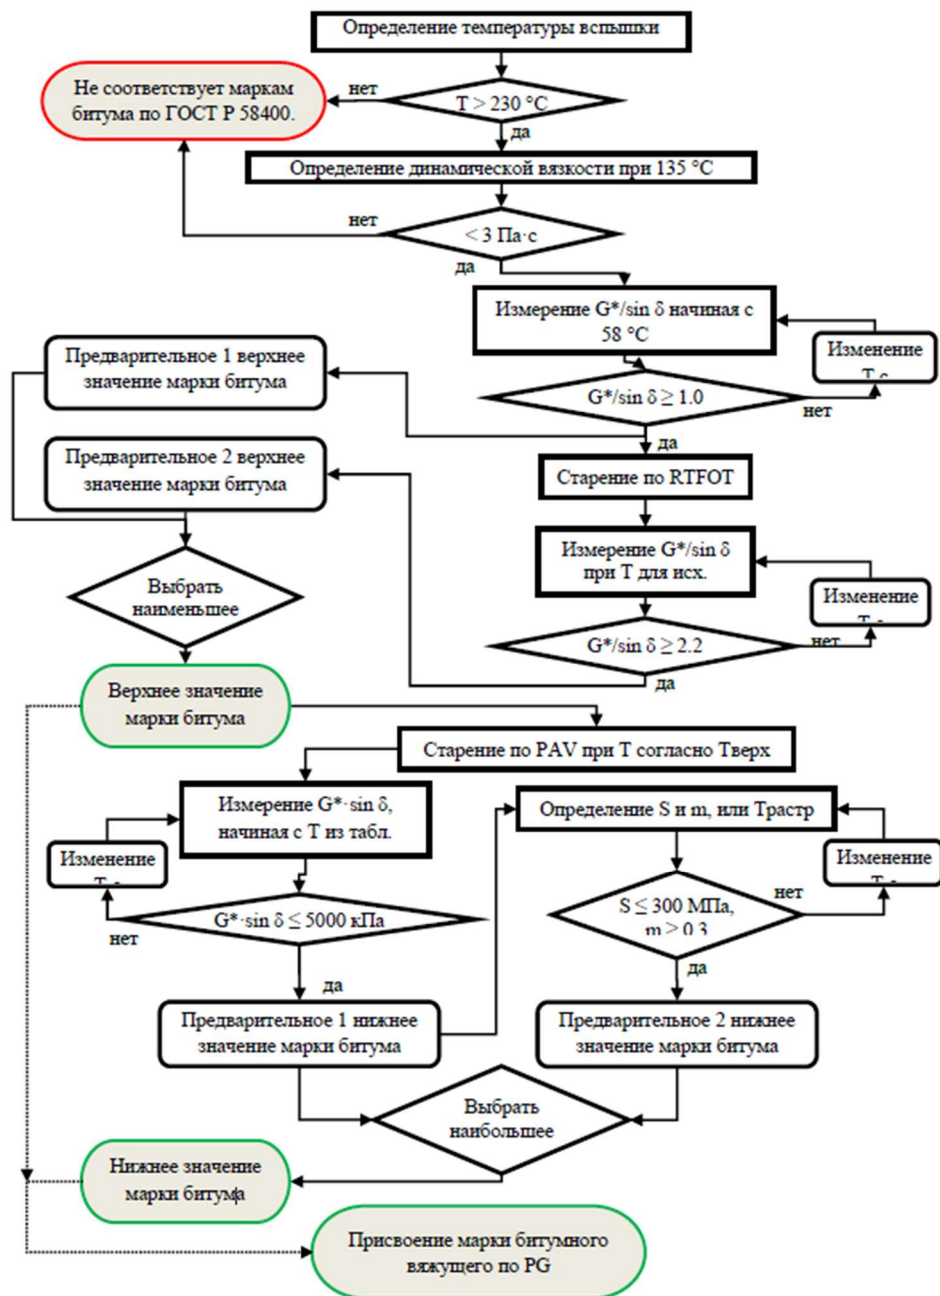 Определение температуры вспышки
Не соответствует маркам
битума по ГОСТ Р 58400.
нет
Т > 230 °С
да
Определение динамической вязкости при 135 °С
нет
< 3 Па·с
да
Измерение G*/sin δ начиная с
58 °С
Изменение
Предварительное 1 верхнее
значение марки битума
G*/sin δ ≥ 1.0
нет
да
Предварительное 2 верхнее
значение марки битума
Старение по RTFOT
Измерение G*/sin δ
при Т для исх.
Изменение
Выбрать
наименьшее
G*/sin δ ≥ 2.2
нет
да
Верхнее значение
марки битума
Старение по PAV при Т согласно Тверх
Измерение G*·sin δ,
начиная с Т из табл.
Определение S и m, или Трастр
Изменение
Изменение
G*·sin δ ≤ 5000 кПа
нет
да
S ≤ 300 МПа,
m > 0.3
нет
да
Предварительное 1 нижнее
значение марки битума
Предварительное 2 нижнее
значение марки битума
Выбрать
наибольшее
Нижнее значение
марки битума
Присвоение марки битумного
вяжущего по PG